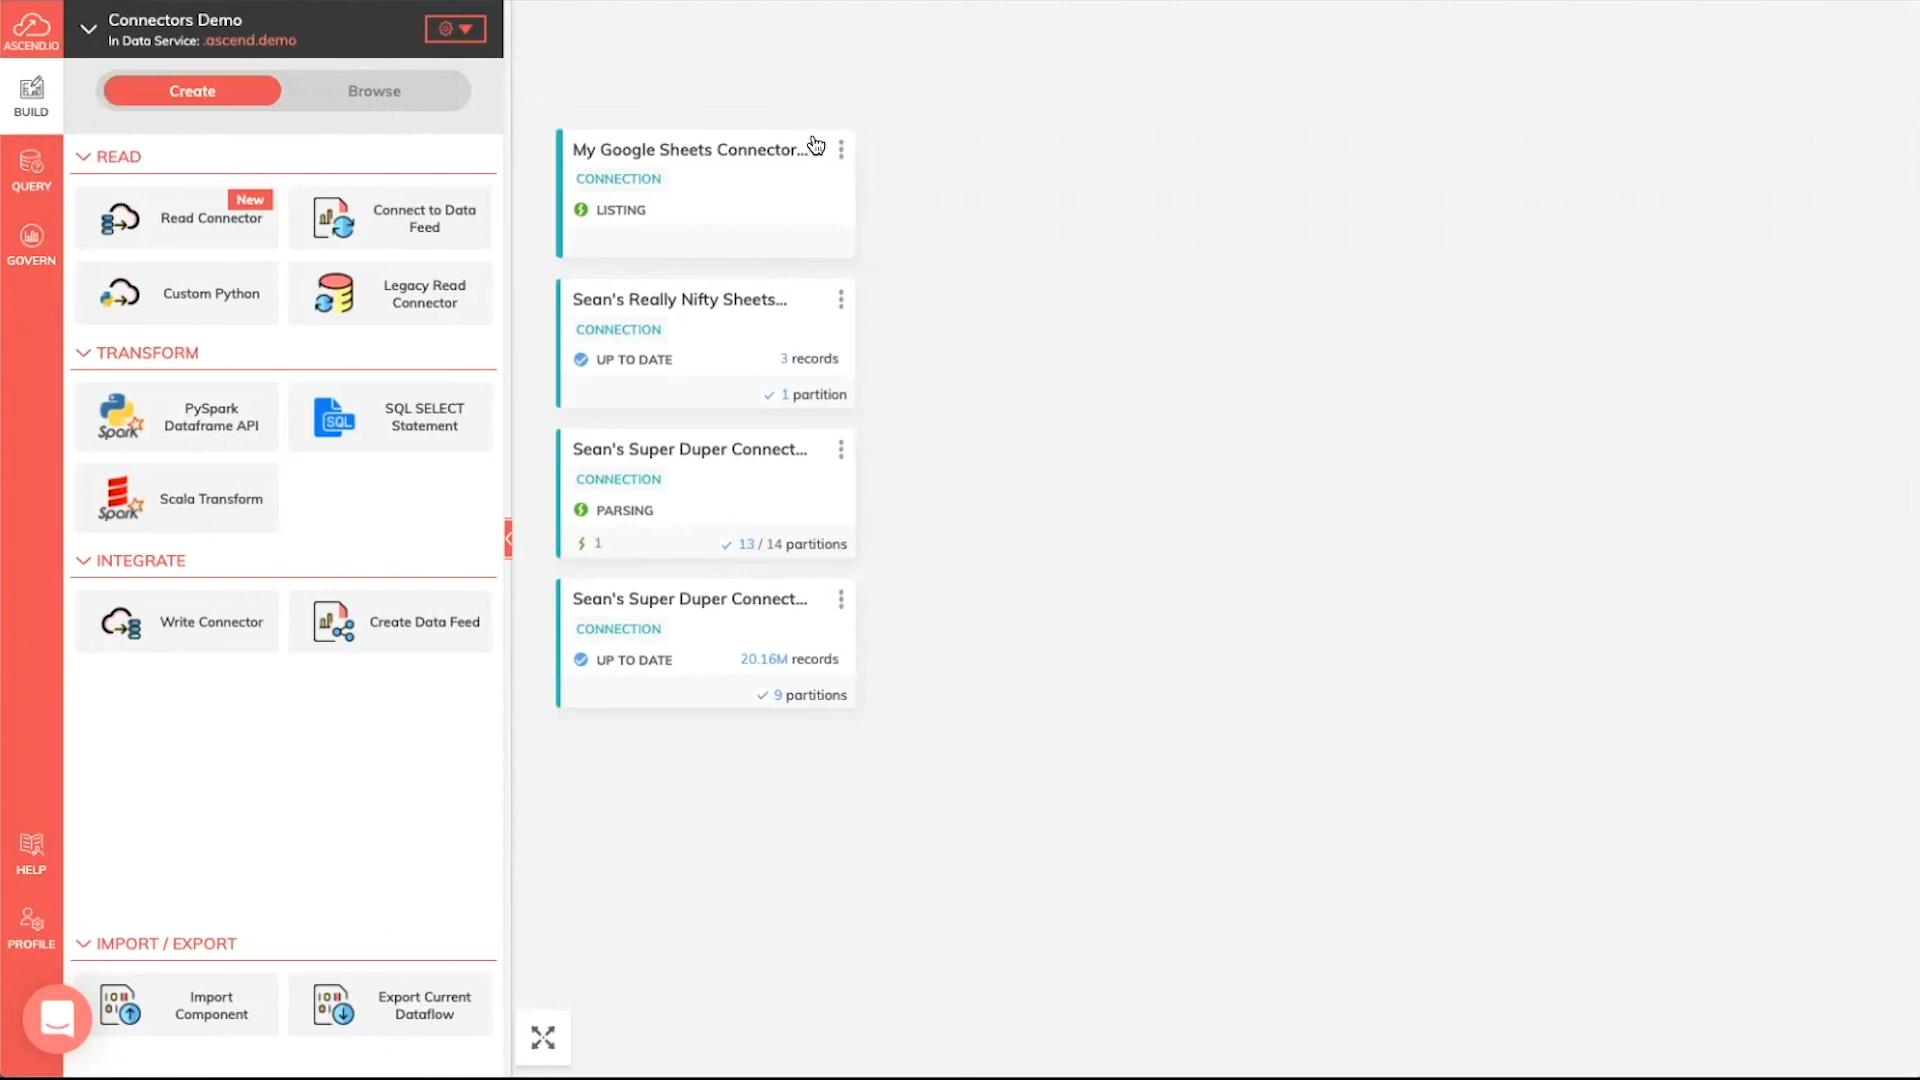 ASCEND.IO
Connectors Demo
In Data Service: .ascend.demo
Create
Browse
BUILD
QUERY
GOVERN
HELP
PROFILE
READ
New
Read Connector
Connect to Data
Feed
Custom Python
Legacy Read
Connector
TRANSFORM
Spark
PySpark
Dataframe API
SQL
SQL SELECT
Statement
Spark
Scala Transform
INTEGRATE
Write Connector
Create Data Feed
IMPORT / EXPORT
Import
Component
Export Current
Dataflow
My Google Sheets Connector...
CONNECTION
LISTING
Sean's Really Nifty Sheets...
CONNECTION
UP TO DATE
3 records
1 partition
Sean's Super Duper Connect...
CONNECTION
PARSING
1
13 / 14 partitions
Sean's Super Duper Connect...
CONNECTION
UP TO DATE
20.16M records
9 partitions